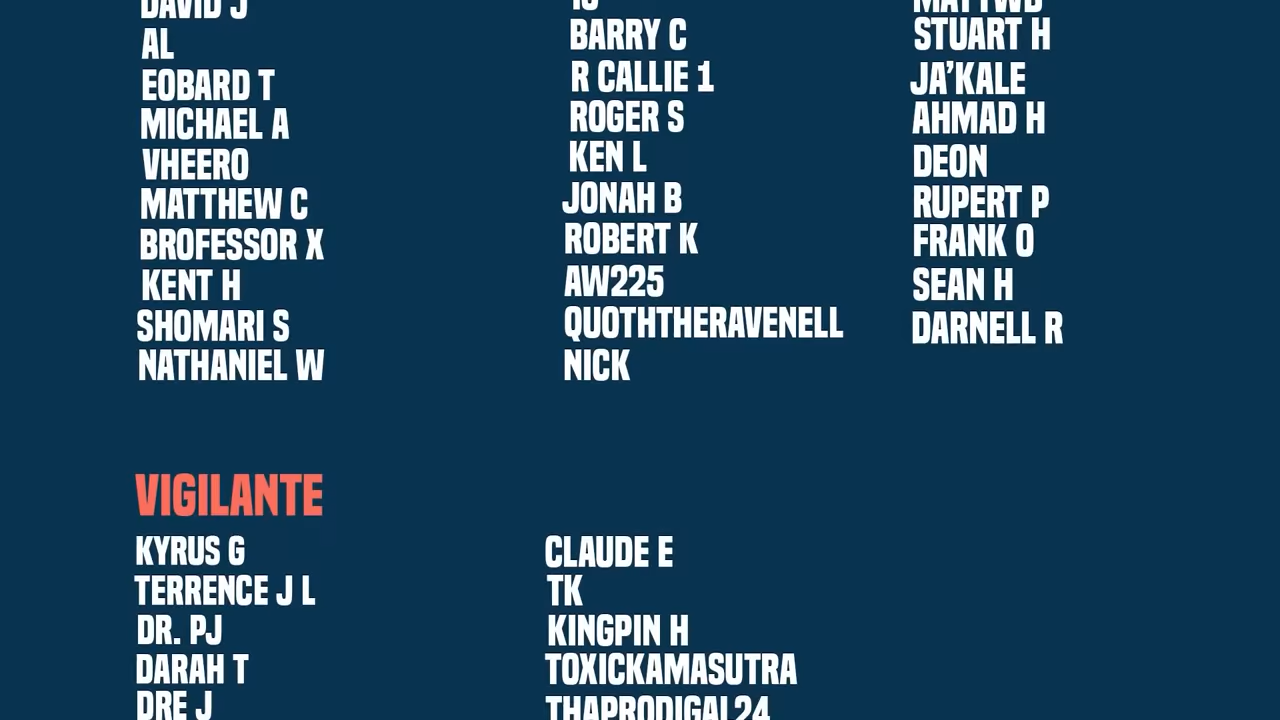 DAVID J
AL
EOBARD T
MICHAEL A
VHEERO
MATTHEW C
BROFESSOR X
KENT H
SHOMARI S
NATHANIEL W
BARRY C
R CALLIE 1
ROGER S
KEN L
JONAH B
ROBERT K
AW225
QUOTHTHERAVENELL
NICK
STUART H
JA'KALE
AHMAD H
DEON
RUPERT P
FRANK O
SEAN H
DARNELL R
VIGILANTE
KYRUS G
TERRENCE J L
DR. PJ
DARAH T
DRE J
CLAUDE E
TK
KINGPIN H
TOXICKAMASUTRA
THAPRODIGAL24